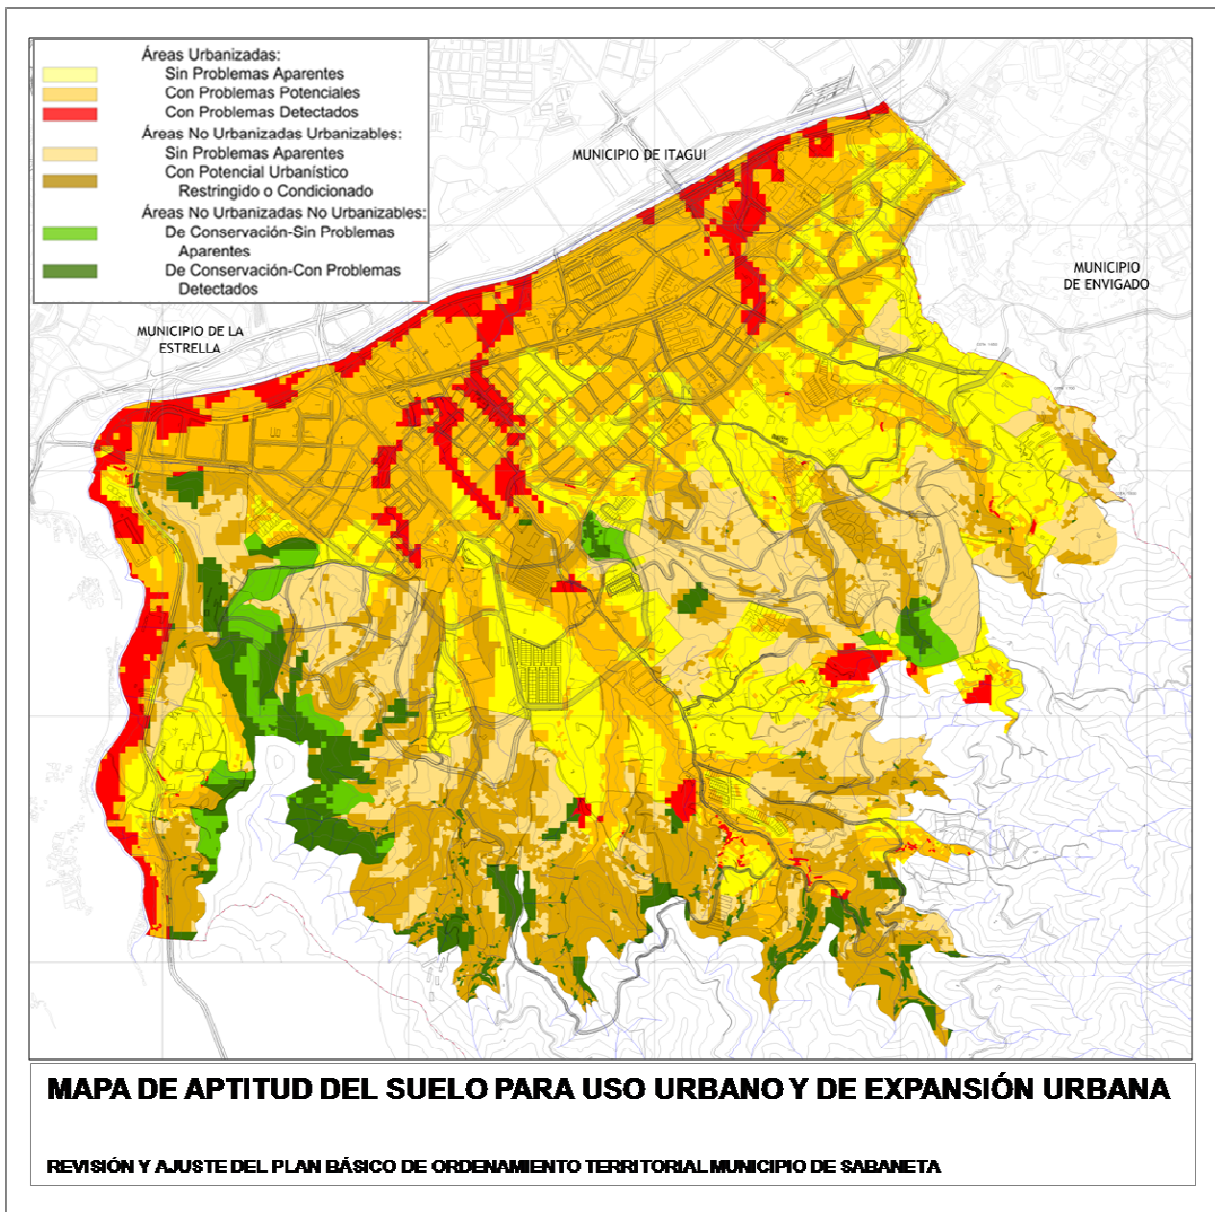 Áreas Urbanizadas:
Sin Problemas Aparentes
Con Problemas Potenciales
Con Problemas Detectados
Áreas No Urbanizadas Urbanizables:
Sin Problemas Aparentes
Con Potencial Urbanístico
Restringido o Condicionado
Áreas No Urbanizadas No Urbanizables:
De Conservación-Sin Problemas
Aparentes
De Conservación-Con Problemas
Detectados
MUNICIPIO DE ITAGUI
MUNICIPIO
DE ENVIGADO
MUNICIPIO DE LA
ESTRELLA
MAPA DE APTITUD DEL SUELO PARA USO URBANO Y DE EXPANSIÓN URBANA
REVISIÓN Y AJUSTE DEL PLAN BÁSICO DE ORDENAMIENTO TERRITORIAL MUNICIPIO DE SABANETA